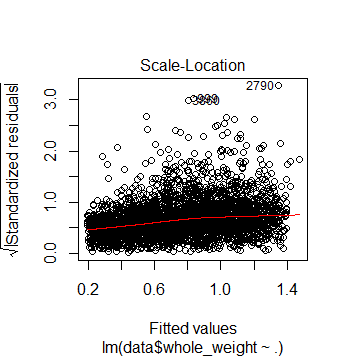 Scale-Location
2790
3.0
2.0
1.0
0.0
√|Standardized residuals|
0.2 0.6 1.0 1.4
Fitted values
lm(data$whole_weight ~ .)